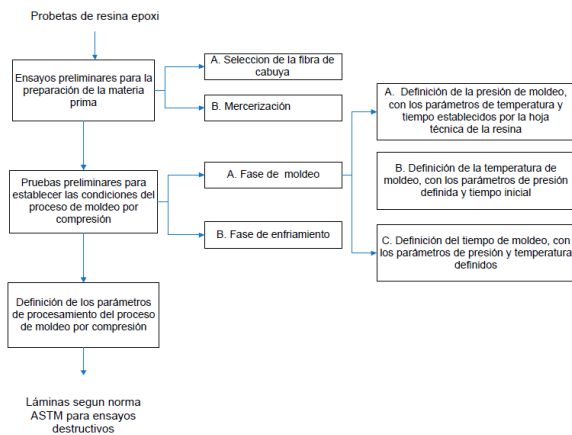 Probetas de resina epoxi
Ensayos preliminares para la
preparación de la materia
prima
A. Seleccion de la fibra de
cabuya
B. Mercerización
Pruebas preliminares para
establecer las condiciones del
proceso de moldeo por
compresión
A. Fase de moldeo
B. Fase de enfriamiento
A. Definición de la presión de moldeo,
con los parámetros de temperatura y
tiempo establecidos por la hoja
técnica de la resina
B. Definición de la temperatura de
moldeo, con los parámetros de presión
definida y tiempo inicial
C. Definición del tiempo de moldeo, con
los parámetros de presión y temperatura
definidos
Definición de los parámetros
de procesamiento del proceso
de moldeo por compresión
Láminas segun norma
ASTM para ensayos
destructivos